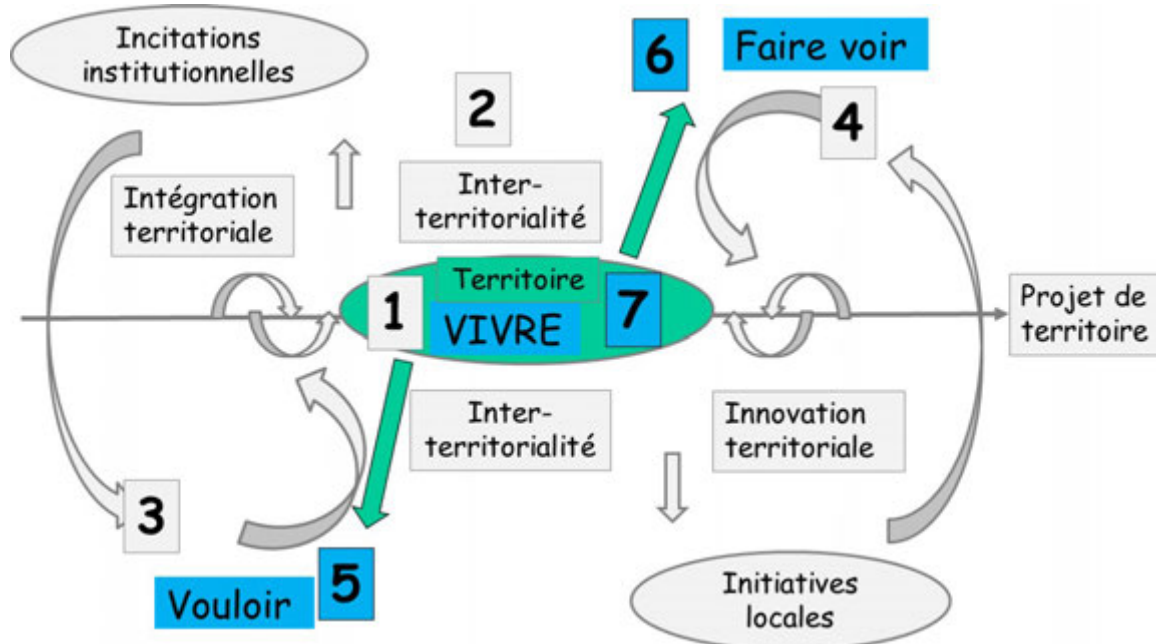 Incitations
institutionnelles
6
Faire voir
2
4
Intégration
territoriale
Inter-
territorialité
Territoire
1
7
VIVRE
Projet de
territoire
Inter-
territorialité
Innovation
territoriale
3
5
Vouloir
Initiatives
locales